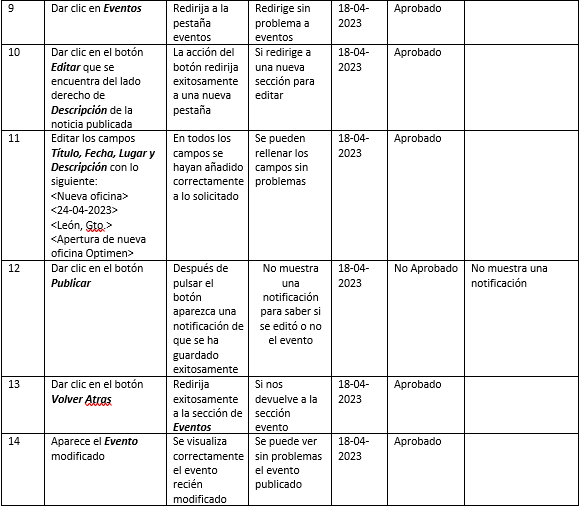 9
Dar clic en Eventos
Redirija a la
pestaña
eventos
Redirige sin
problema a
eventos
18-04-
2023
Aprobado
10
Dar clic en el botón
Editar que se
encuentra del lado
derecho de
Descripción de la
noticia publicada
La acción del
botón redirija
exitosamente
a una nueva
pestaña
Si redirige a
una nueva
sección para
editar
18-04-
2023
Aprobado
11
Editar los campos
Título, Fecha, Lugar y
Descripción con lo
siguiente:
<Nueva oficina>
<24-04-2023>
<León, Gto.>
<Apertura de nueva
oficina Optimen>
En todos los
campos se
hayan añadido
correctamente
a lo solicitado
Se pueden
rellenar los
campos sin
problemas
18-04-
2023
Aprobado
12
Dar clic en el botón
Publicar
Después de
pulsar el
botón
aparezca una
notificación de
que se ha
guardado
exitosamente
No muestra
una
notificación
para saber si
se editó o no
el evento
18-04-
2023
No Aprobado
No muestra una
notificación
13
Dar clic en el botón
Volver Atras
Redirija
exitosamente
a la sección de
Eventos
Si nos
devuelve a la
sección
evento
18-04-
2023
Aprobado
14
Aparece el Evento
modificado
Se visualiza
correctamente
el evento
recién
modificado
Se puede ver
sin problemas
el evento
publicado
18-04-
2023
Aprobado